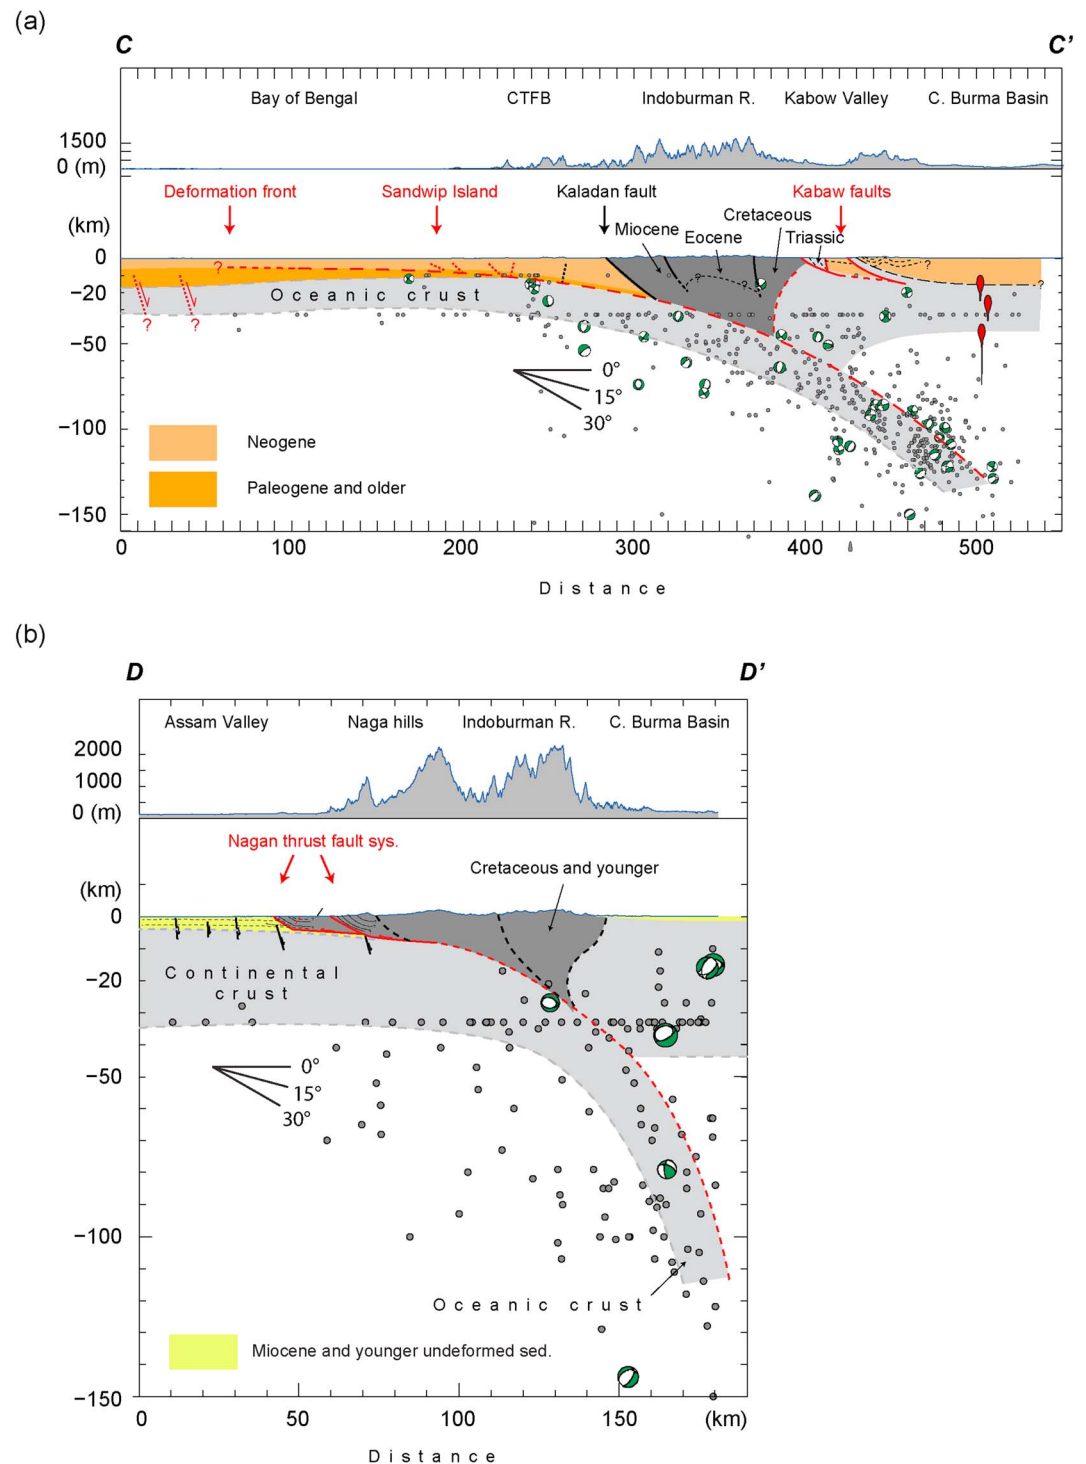 (a)
C C’
Bay of Bengal CTFB Indoburman R. Kabow Valley C. Burma Basin
1500
0 (m)
Deformation front Sandwip Island Kaladan fault Kabaw faults
Cretaceous
Miocene
Eocene Triassic
(km)
0
? ? ? ?
−20
Oceanic crust
? ?
−50
0°
15°
30°
−100
Neogene
Paleogene and older
−150
0 100 200 300 400 500
Distance
(b)
D D’
Assam Valley Naga hills Indoburman R. C. Burma Basin
2000
1000
0 (m)
Nagan thrust fault sys.
Cretaceous and younger
(km)
0
Continental
crust
−20
−50
0°
15°
30°
−100
Oceanic crust
Miocene and younger undeformed sed.
−150
0 50 100 150 (km)
Distance